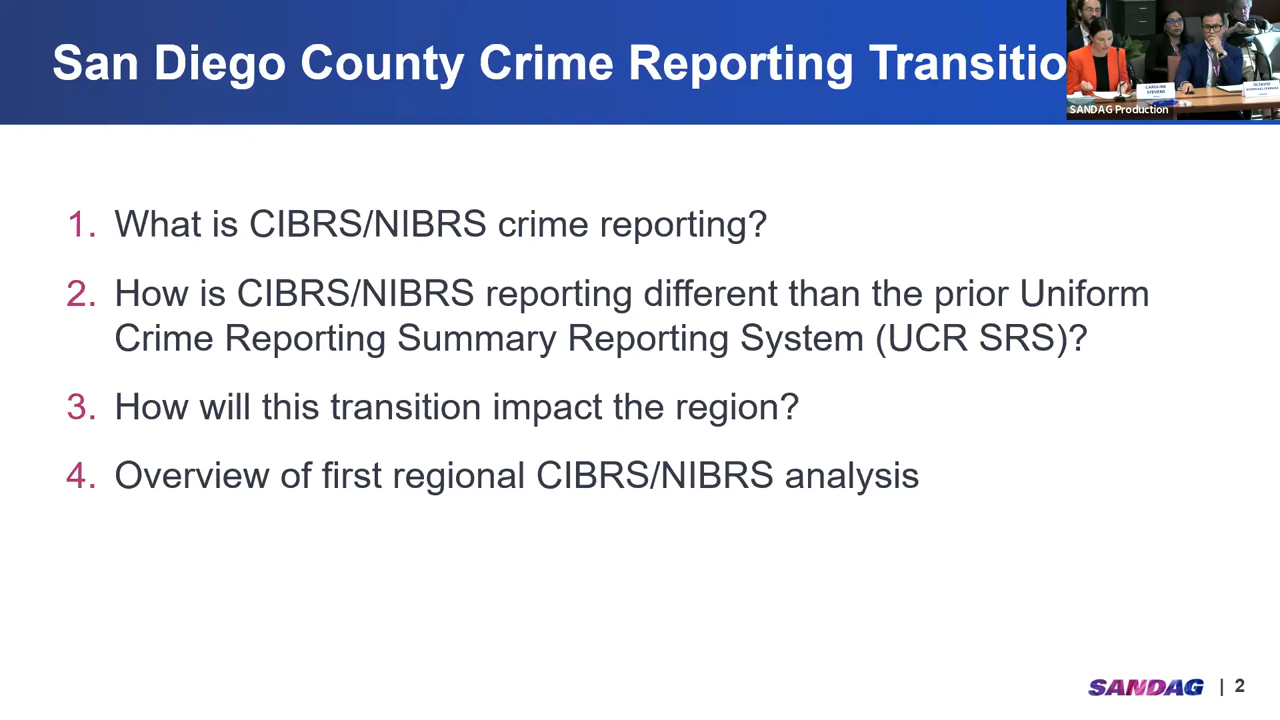 San Diego County Crime Reporting Transitio
CAROLINE
STEVENS
SANDAG Production
1. What is CIBRS/NIBRS crime reporting?
2. How is CIBRS/NIBRS reporting different than the prior Uniform
Crime Reporting Summary Reporting System (UCR SRS)?
3. How will this transition impact the region?
4. Overview of first regional CIBRS/NIBRS analysis
SANDAG | 2